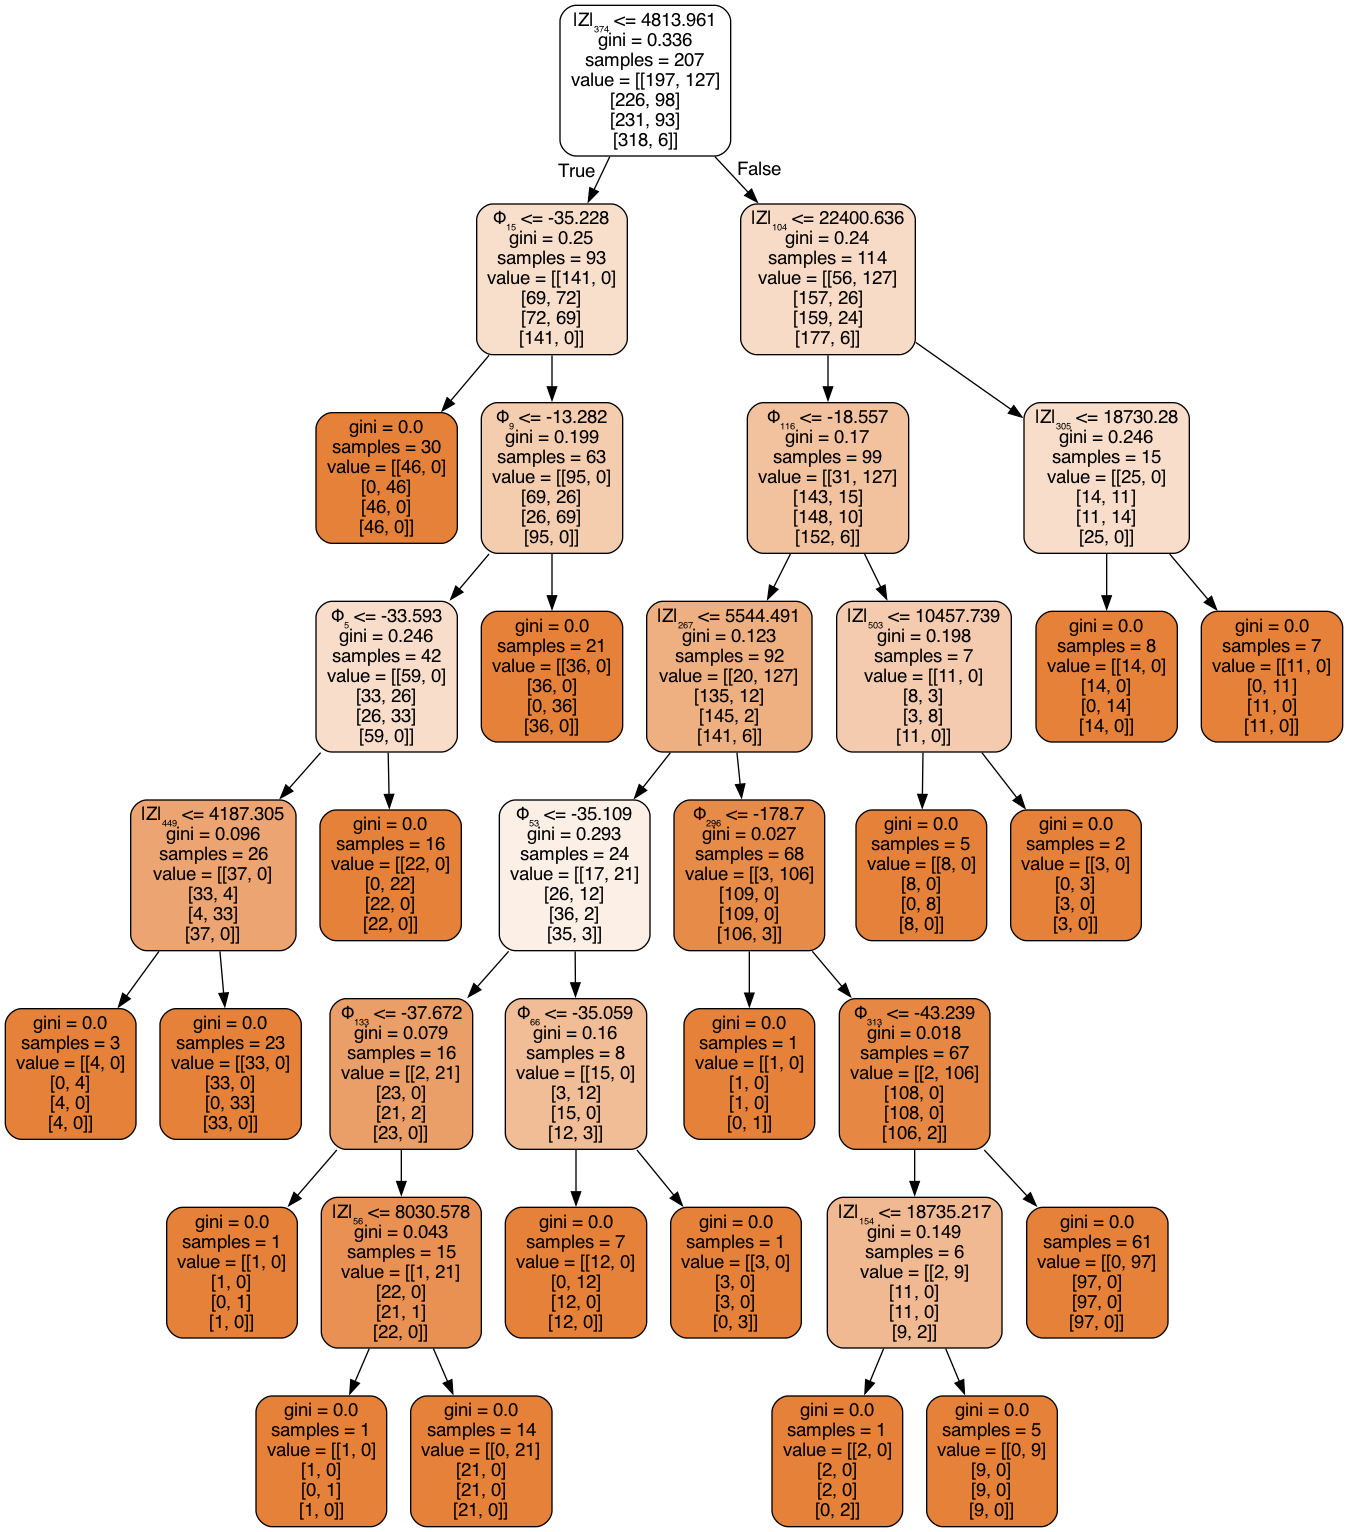 |Z|₃₇₄ <= 4813.961
gini = 0.336
samples = 207
value = [[197, 127]
[226, 98]
[231, 93]
[318, 6]]
True
False
Φ₁₅ <= -35.228
gini = 0.25
samples = 93
value = [[141, 0]
[69, 72]
[72, 69]
[141, 0]]
|Z|₁₀₄ <= 22400.636
gini = 0.24
samples = 114
value = [[56, 127]
[157, 26]
[159, 24]
[177, 6]]
gini = 0.0
samples = 30
value = [[46, 0]
[0, 46]
[46, 0]
[46, 0]]
Φ₉ <= -13.282
gini = 0.199
samples = 63
value = [[95, 0]
[69, 26]
[26, 69]
[95, 0]]
Φ₁₁₆ <= -18.557
gini = 0.17
samples = 99
value = [[31, 127]
[143, 15]
[148, 10]
[152, 6]]
|Z|₃₀₅ <= 18730.28
gini = 0.246
samples = 15
value = [[25, 0]
[14, 11]
[11, 14]
[25, 0]]
Φ₅ <= -33.593
gini = 0.246
samples = 42
value = [[59, 0]
[33, 26]
[26, 33]
[59, 0]]
gini = 0.0
samples = 21
value = [[36, 0]
[36, 0]
[0, 36]
[36, 0]]
|Z|₂₆₇ <= 5544.491
gini = 0.123
samples = 92
value = [[20, 127]
[135, 12]
[145, 2]
[141, 6]]
|Z|₅₀₃ <= 10457.739
gini = 0.198
samples = 7
value = [[11, 0]
[8, 3]
[3, 8]
[11, 0]]
gini = 0.0
samples = 8
value = [[14, 0]
[14, 0]
[0, 14]
[14, 0]]
gini = 0.0
samples = 7
value = [[11, 0]
[0, 11]
[11, 0]
[11, 0]]
|Z|₄₄₉ <= 4187.305
gini = 0.096
samples = 26
value = [[37, 0]
[33, 4]
[4, 33]
[37, 0]]
gini = 0.0
samples = 16
value = [[22, 0]
[0, 22]
[22, 0]
[22, 0]]
Φ₅₃ <= -35.109
gini = 0.293
samples = 24
value = [[17, 21]
[26, 12]
[36, 2]
[35, 3]]
Φ₂₉₆ <= -178.7
gini = 0.027
samples = 68
value = [[3, 106]
[109, 0]
[109, 0]
[106, 3]]
gini = 0.0
samples = 5
value = [[8, 0]
[8, 0]
[0, 8]
[8, 0]]
gini = 0.0
samples = 2
value = [[3, 0]
[0, 3]
[3, 0]
[3, 0]]
gini = 0.0
samples = 3
value = [[4, 0]
[0, 4]
[4, 0]
[4, 0]]
gini = 0.0
samples = 23
value = [[33, 0]
[33, 0]
[0, 33]
[33, 0]]
Φ₁₃₃ <= -37.672
gini = 0.079
samples = 16
value = [[2, 21]
[23, 0]
[21, 2]
[23, 0]]
Φ₆₆ <= -35.059
gini = 0.16
samples = 8
value = [[15, 0]
[3, 12]
[15, 0]
[12, 3]]
gini = 0.0
samples = 1
value = [[1, 0]
[1, 0]
[1, 0]
[0, 1]]
Φ₃₁₃ <= -43.239
gini = 0.018
samples = 67
value = [[2, 106]
[108, 0]
[108, 0]
[106, 2]]
gini = 0.0
samples = 1
value = [[1, 0]
[1, 0]
[0, 1]
[1, 0]]
|Z|₅₆ <= 8030.578
gini = 0.043
samples = 15
value = [[1, 21]
[22, 0]
[21, 1]
[22, 0]]
gini = 0.0
samples = 7
value = [[12, 0]
[0, 12]
[12, 0]
[12, 0]]
gini = 0.0
samples = 1
value = [[3, 0]
[3, 0]
[3, 0]
[0, 3]]
|Z|₁₅₄ <= 18735.217
gini = 0.149
samples = 6
value = [[2, 9]
[11, 0]
[11, 0]
[9, 2]]
gini = 0.0
samples = 61
value = [[0, 97]
[97, 0]
[97, 0]
[97, 0]]
gini = 0.0
samples = 1
value = [[1, 0]
[1, 0]
[0, 1]
[1, 0]]
gini = 0.0
samples = 14
value = [[0, 21]
[21, 0]
[21, 0]
[21, 0]]
gini = 0.0
samples = 1
value = [[2, 0]
[2, 0]
[2, 0]
[0, 2]]
gini = 0.0
samples = 5
value = [[0, 9]
[9, 0]
[9, 0]
[9, 0]]